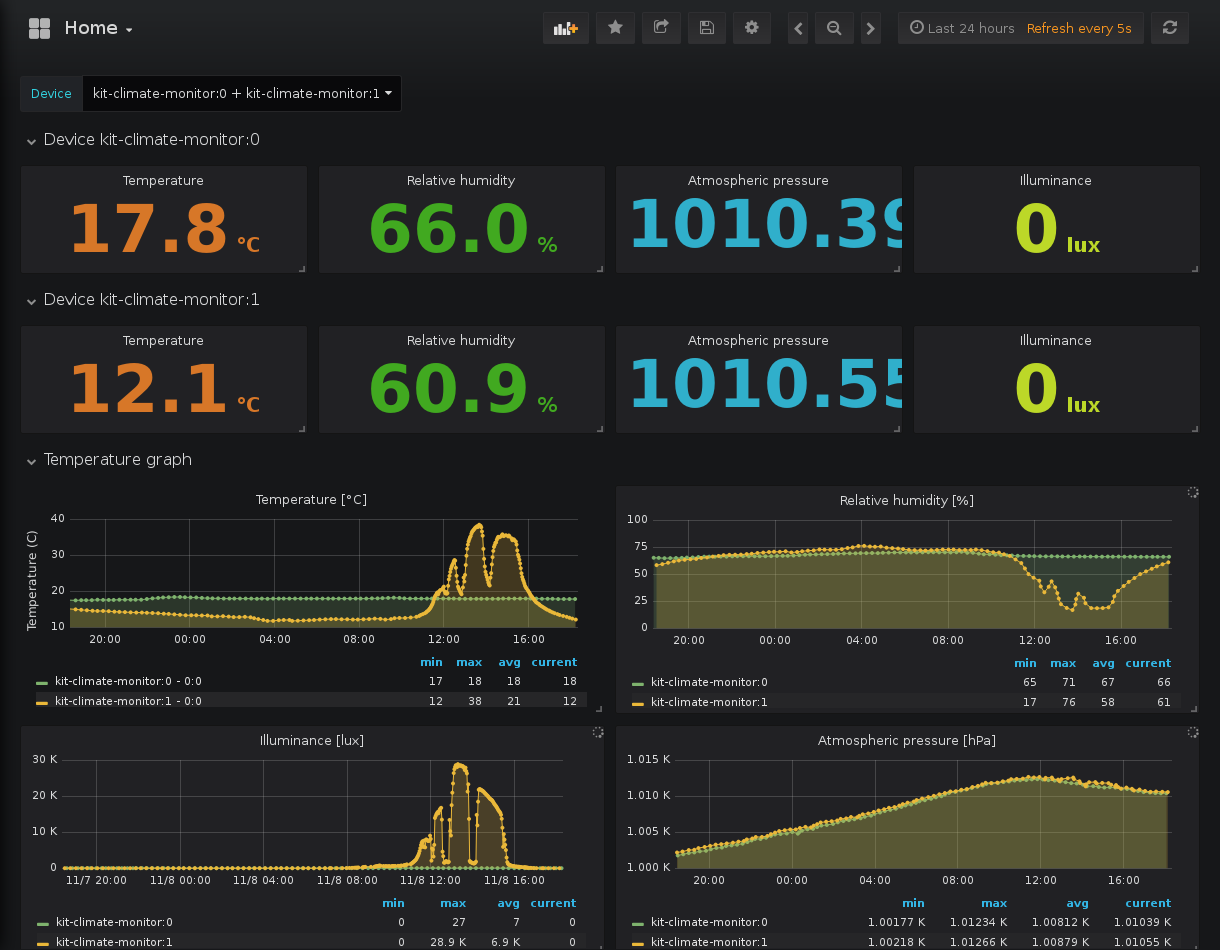 Home
Last 24 hours Refresh every 5s
Device kit-climate-monitor:0 + kit-climate-monitor:1
Device kit-climate-monitor:0
Temperature Relative humidity Atmospheric pressure Illuminance
17.8 °C 66.0 % 1010.39 0 lux
Device kit-climate-monitor:1
Temperature Relative humidity Atmospheric pressure Illuminance
12.1 °C 60.9 % 1010.55 0 lux
Temperature graph
Temperature [°C]
Temperature (C)
40
30
20
10
20:00 00:00 04:00 08:00 12:00 16:00
min max avg current
kit-climate-monitor:0 - 0:0 17 18 18 18
kit-climate-monitor:1 - 0:0 12 38 21 12
Relative humidity [%]
100
75
50
25
0
20:00 00:00 04:00 08:00 12:00 16:00
min max avg current
kit-climate-monitor:0 65 71 67 66
kit-climate-monitor:1 17 76 58 61
Illuminance [lux]
30 K
20 K
10 K
0
11/7 20:00 11/8 00:00 11/8 04:00 11/8 08:00 11/8 12:00 11/8 16:00
min max avg current
kit-climate-monitor:0 0 27 7 0
kit-climate-monitor:1 0 28.9 K 6.9 K 0
Atmospheric pressure [hPa]
1.015 K
1.010 K
1.005 K
1.000 K
20:00 00:00 04:00 08:00 12:00 16:00
min max avg current
kit-climate-monitor:0 1.00177 K 1.01234 K 1.00812 K 1.01039 K
kit-climate-monitor:1 1.00218 K 1.01266 K 1.00879 K 1.01055 K